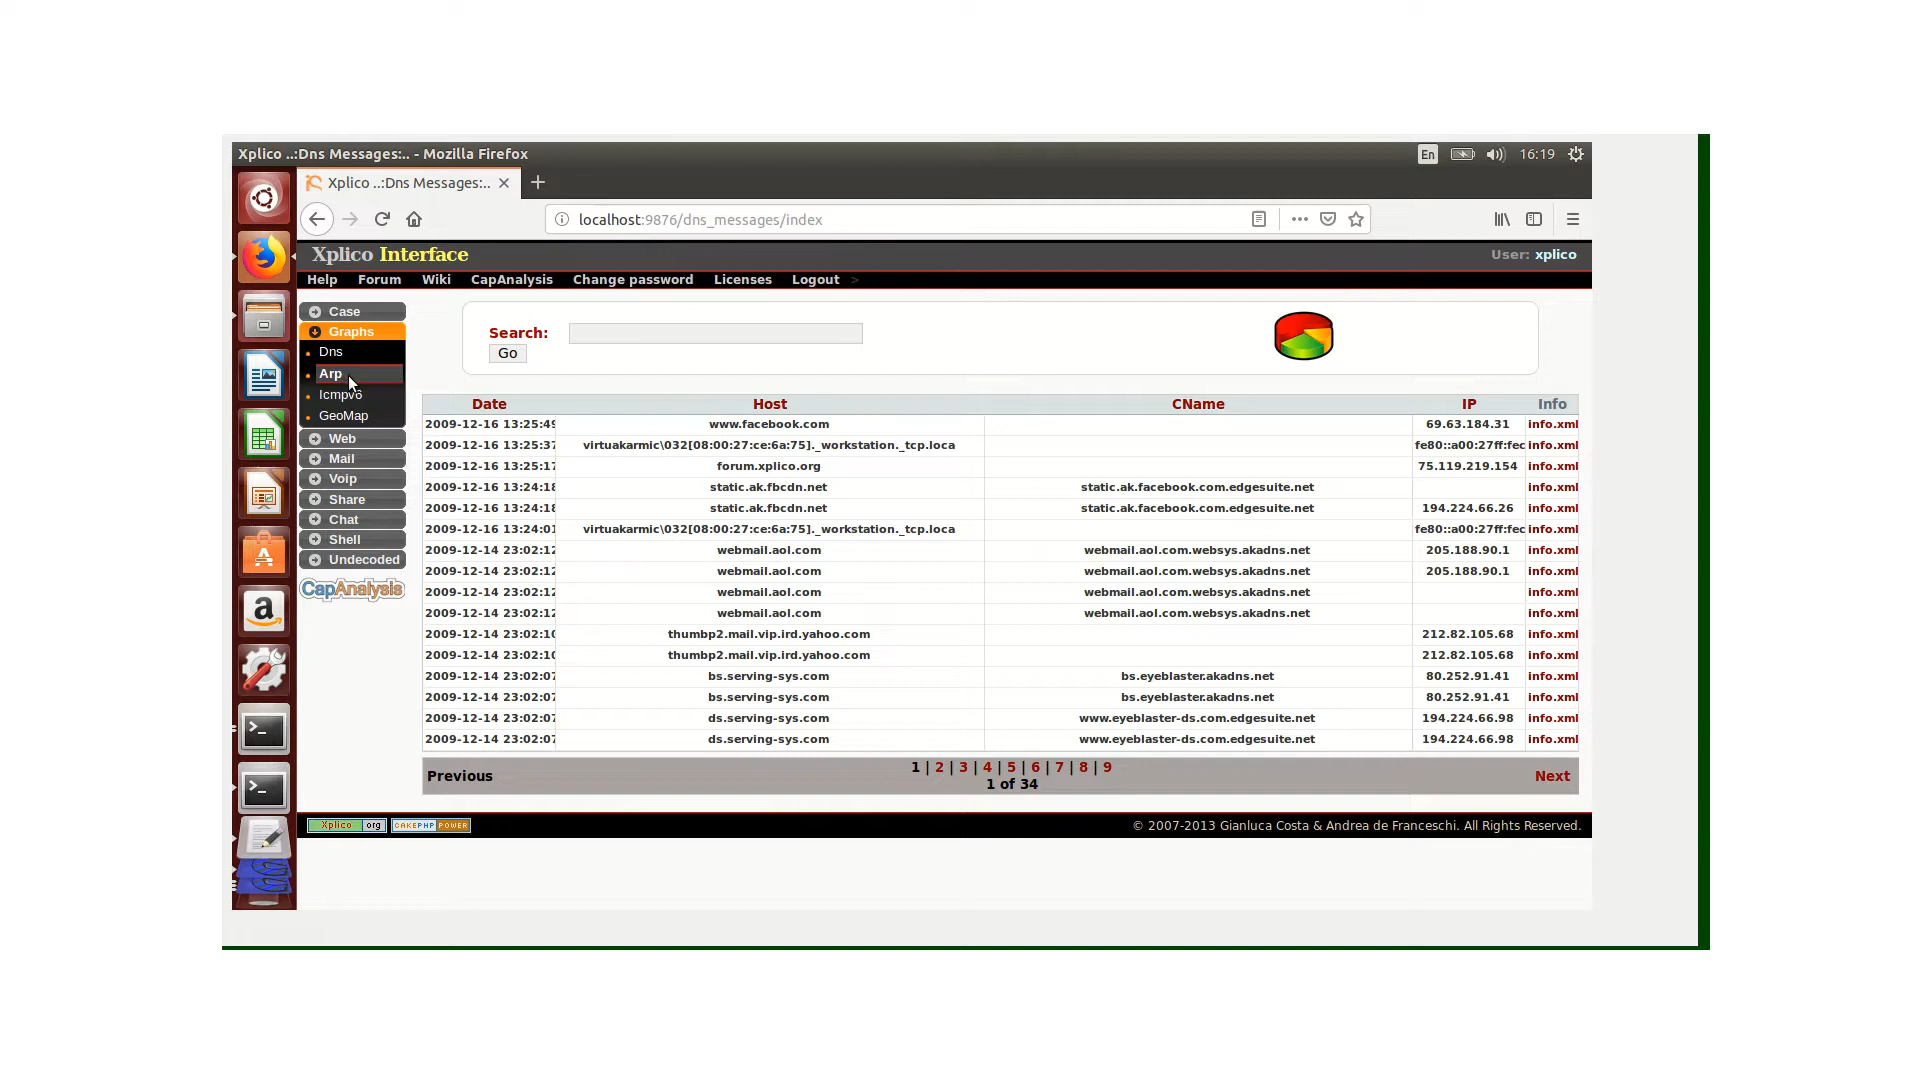 Xplico ..:Dns Messages:.. - Mozilla Firefox
En
16:19
Xplico ..:Dns Messages:..
localhost:9876/dns_messages/index
Xplico Interface
User: xplico
Help Forum Wiki CapAnalysis Change password Licenses Logout >
Case
Graphs
Dns
Arp
Icmpv6
GeoMap
Web
Mail
Voip
Share
Chat
Shell
Undecoded
CapAnalysis
Search:
Go
Date Host CName IP Info
2009-12-16 13:25:49 www.facebook.com 69.63.184.31 info.xml
2009-12-16 13:25:37 virtuakarmic\032[08:00:27:ce:6a:75]._workstation._tcp.loca fe80::a00:27ff:fec info.xml
2009-12-16 13:25:17 forum.xplico.org 75.119.219.154 info.xml
2009-12-16 13:24:18 static.ak.fbcdn.net static.ak.facebook.com.edgesuite.net info.xml
2009-12-16 13:24:18 static.ak.fbcdn.net static.ak.facebook.com.edgesuite.net 194.224.66.26 info.xml
2009-12-16 13:24:01 virtuakarmic\032[08:00:27:ce:6a:75]._workstation._tcp.loca fe80::a00:27ff:fec info.xml
2009-12-14 23:02:12 webmail.aol.com webmail.aol.com.websys.akadns.net 205.188.90.1 info.xml
2009-12-14 23:02:12 webmail.aol.com webmail.aol.com.websys.akadns.net 205.188.90.1 info.xml
2009-12-14 23:02:12 webmail.aol.com webmail.aol.com.websys.akadns.net info.xml
2009-12-14 23:02:12 webmail.aol.com webmail.aol.com.websys.akadns.net info.xml
2009-12-14 23:02:10 thumbp2.mail.vip.ird.yahoo.com 212.82.105.68 info.xml
2009-12-14 23:02:10 thumbp2.mail.vip.ird.yahoo.com 212.82.105.68 info.xml
2009-12-14 23:02:07 bs.serving-sys.com bs.eyeblaster.akadns.net 80.252.91.41 info.xml
2009-12-14 23:02:07 bs.serving-sys.com bs.eyeblaster.akadns.net 80.252.91.41 info.xml
2009-12-14 23:02:07 ds.serving-sys.com www.eyeblaster-ds.com.edgesuite.net 194.224.66.98 info.xml
2009-12-14 23:02:07 ds.serving-sys.com www.eyeblaster-ds.com.edgesuite.net 194.224.66.98 info.xml
Previous
1 | 2 | 3 | 4 | 5 | 6 | 7 | 8 | 9
1 of 34
Next
Xplico org CAKEPHP POWER
© 2007-2013 Gianluca Costa & Andrea de Franceschi. All Rights Reserved.